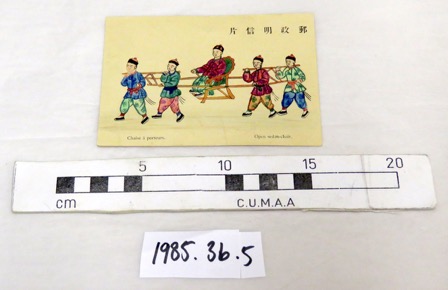 片信明政郵
Chaise à porteurs.
Open sedan-chair.
5 10 15 20
cm C.U.M.A.A
1985.36.5